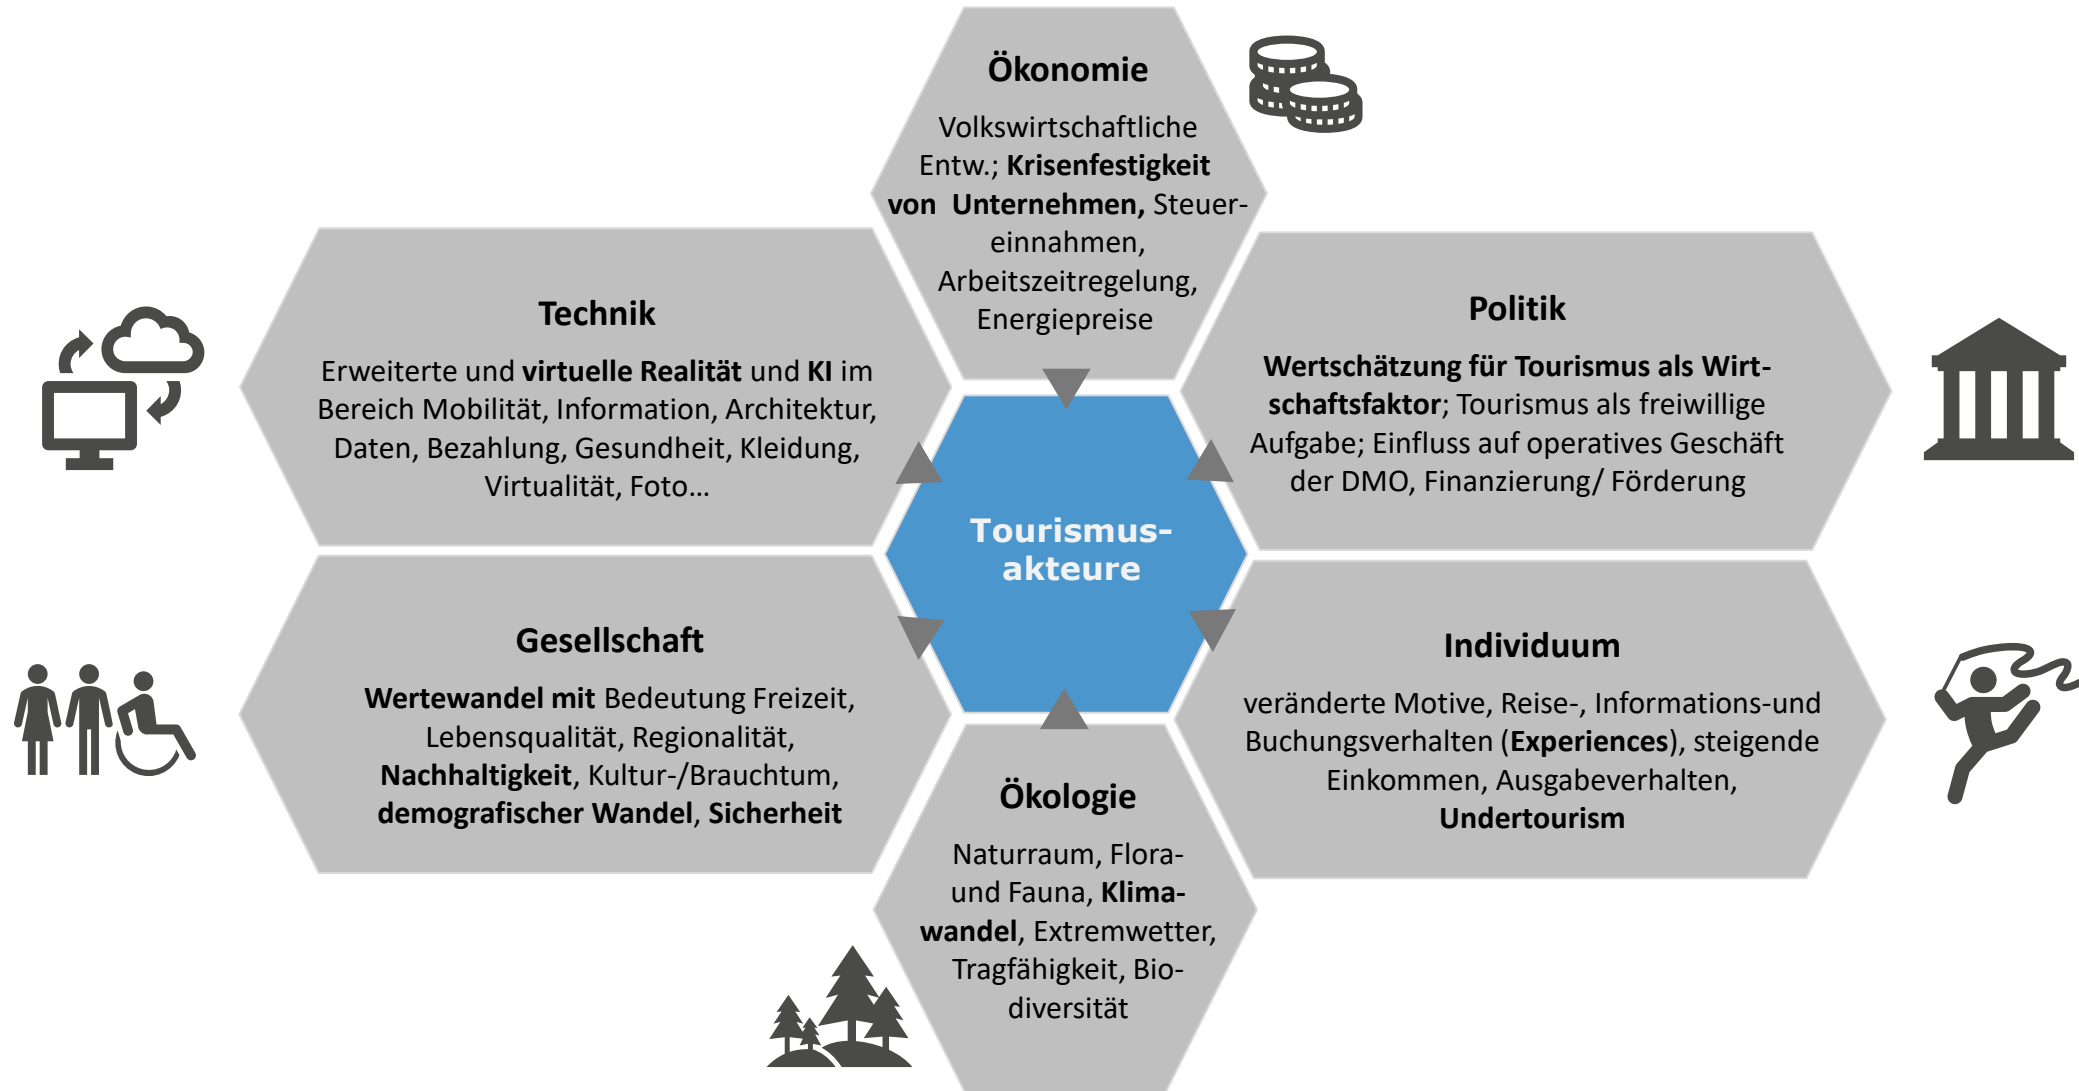 Ökonomie
Volkswirtschaftliche
Entw.; Krisenfestigkeit
von  Unternehmen, Steuer-
einnahmen,
Arbeitszeitregelung,
Energiepreise
Technik
Erweiterte und virtuelle Realität und KI im
Bereich Mobilität, Information, Architektur,
Daten, Bezahlung, Gesundheit, Kleidung,
Virtualität, Foto…
Politik
Wertschätzung für Tourismus als Wirt-
schaftsfaktor; Tourismus als freiwillige
Aufgabe; Einfluss auf operatives Geschäft
der DMO, Finanzierung/ Förderung
Tourismus-
akteure
Gesellschaft
Wertewandel mit Bedeutung Freizeit,
Lebensqualität, Regionalität,
Nachhaltigkeit, Kultur-/Brauchtum,
demografischer Wandel, Sicherheit
Individuum
veränderte Motive, Reise-, Informations-und
Buchungsverhalten (Experiences), steigende
Einkommen, Ausgabeverhalten,
Undertourism
Ökologie
Naturraum, Flora-
und Fauna, Klima-
wandel, Extremwetter,
Tragfähigkeit, Bio-
diversität